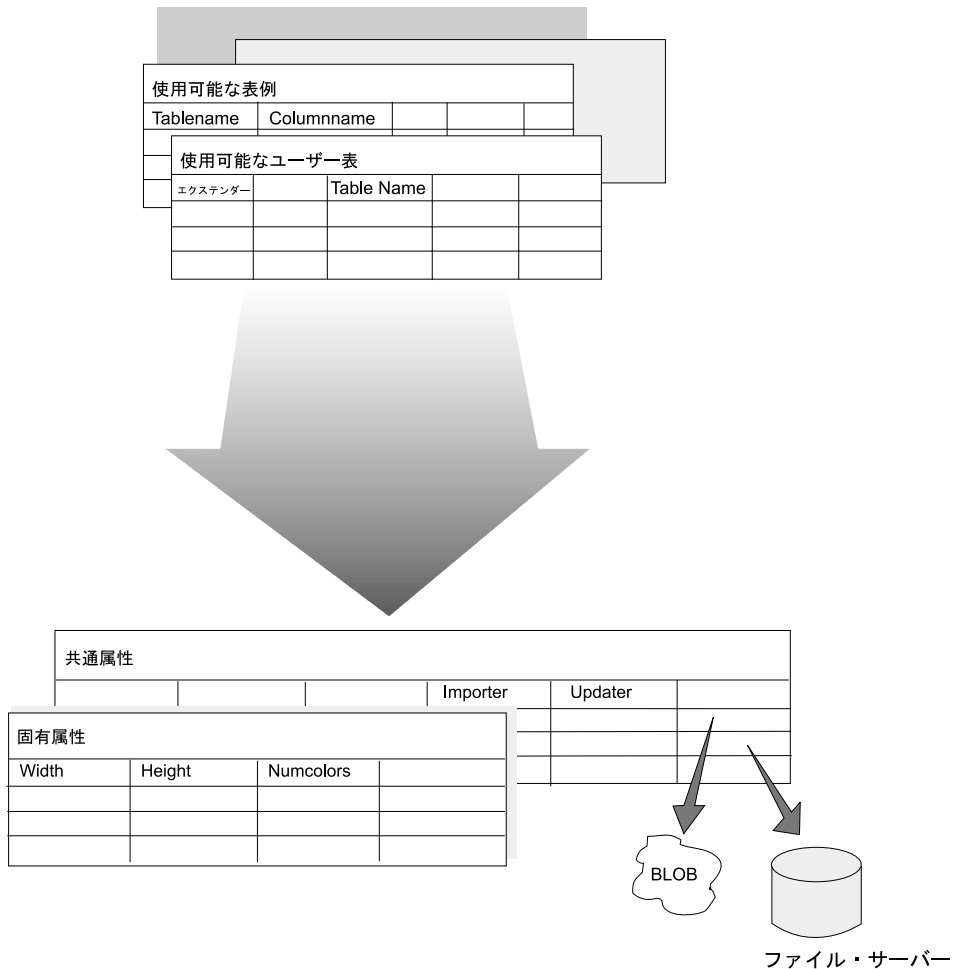 使用可能な表例
Tablename Columnname
使用可能なユーザー表
エクステンダー Table Name
共通属性
Importer Updater
固有属性
Width Height Numcolors
BLOB
ファイル・サーバー